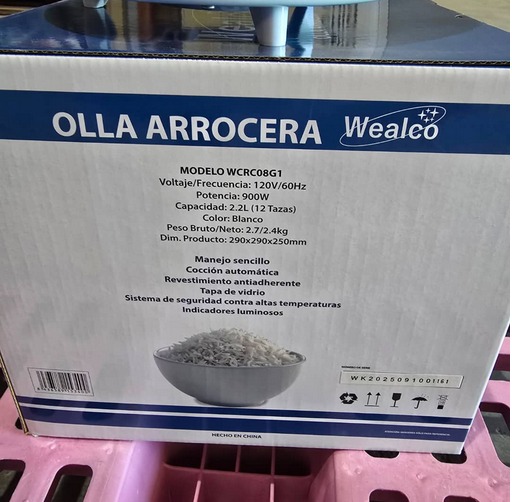 OLLA ARROCERA Wealco
MODELO WCRC08G1
Voltaje/Frecuencia: 120V/60Hz
Potencia: 900W
Capacidad: 2.2L (12 Tazas)
Color: Blanco
Peso Bruto/Neto: 2.7/2.4kg
Dim. Producto: 290x290x250mm
Manejo sencillo
Cocción automática
Revestimiento antiadherente
Tapa de vidrio
Sistema de seguridad contra altas temperaturas
Indicadores luminosos
HECHO EN CHINA